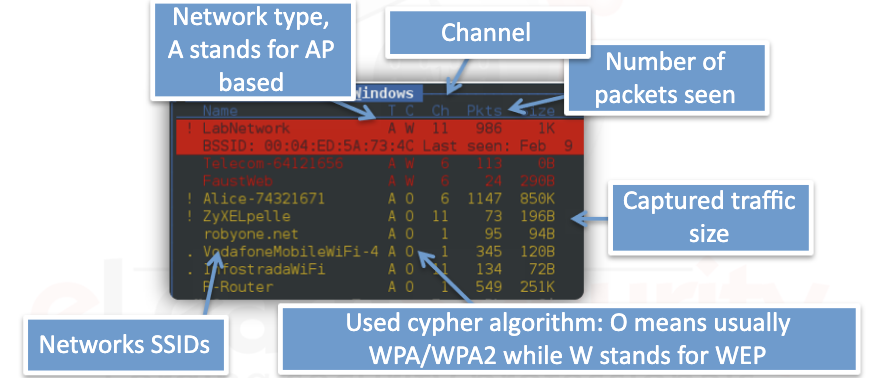 Network type,
A stands for AP
based
Channel
Number of
packets seen
Windows
Name T C Ch Pkts Size
! LabNetwork A W 11 986 1K
BSSID: 00:04:ED:5A:73:4C Last seen: Feb 9
Telecom-64121656 A W 6 113 0B
FaustWeb A W 6 24 290B
! Alice-74321671 A O 6 1147 850K
! ZyXELpelle A O 11 73 196B
robyone.net A O 1 95 94B
. VodafoneMobileWiFi-4 A O 1 345 120B
. InfostradaWiFi A O 11 134 72B
A O 1 549 251K
Captured traffic
size
Networks SSIDs
Used cypher algorithm: O means usually
WPA/WPA2 while W stands for WEP